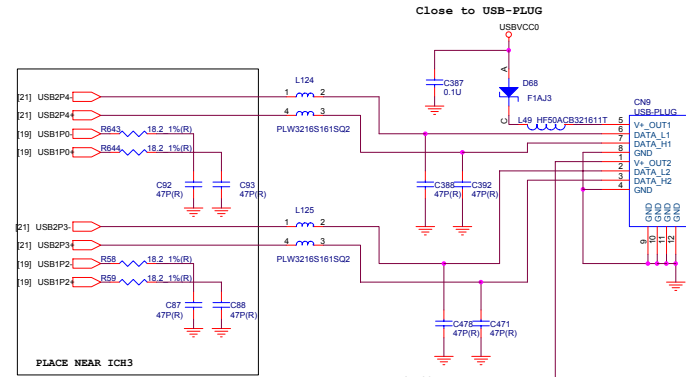 Close to USB-PLUG
USBVCC0
L124
A
C387
0.1U
D68
F1AJ3
C
L49 HF50ACB321611T
CN9
USB-PLUG
[21] USB2P4-
1 2
[21] USB2P4+
4 3
[19] USB1P0-
R643
18.2 1%(R)
PLW3216S161SQ2
[19] USB1P0+
R644
18.2 1%(R)
5 V+_OUT1
6 DATA_L1
7 DATA_H1
8 GND
1 V+_OUT2
2 DATA_L2
3 DATA_H2
4 GND
C92
47P(R)
C93
47P(R)
C388
47P(R)
C392
47P(R)
GND
GND
GND
GND
9
10
11
12
L125
[21] USB2P3-
1 2
[21] USB2P3+
4 3
[19] USB1P2-
R58
18.2 1%(R)
PLW3216S161SQ2
[19] USB1P2+
R59
18.2 1%(R)
C87
47P(R)
C88
47P(R)
C478
47P(R)
C471
47P(R)
PLACE NEAR ICH3